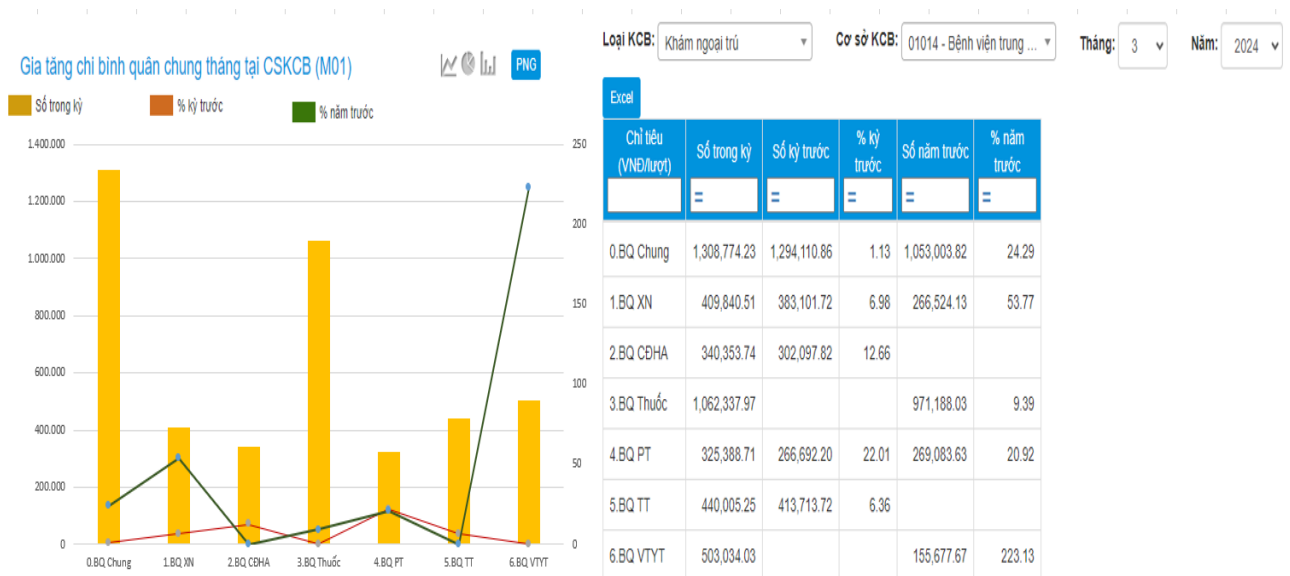 Gia tăng chi bình quân chung tháng tại CSKCB (M01)
PNG
Số trong kỳ
% kỳ trước
% năm trước
1.400.000
1.200.000
1.000.000
800.000
600.000
400.000
200.000
0
250
200
150
100
50
0
0.BQ Chung 1.BQ XN 2.BQ CĐHA 3.BQ Thuốc 4.BQ PT 5.BQ TT 6.BQ VTYT
Loại KCB: Khám ngoại trú Cơ sở KCB: 01014 - Bệnh viện trung ... Tháng: 3 Năm: 2024
Excel
Chỉ tiêu (VNĐ/lượt) Số trong kỳ Số kỳ trước % kỳ trước Số năm trước % năm trước
= = = = =
0.BQ Chung 1,308,774.23 1,294,110.86 1.13 1,053,003.82 24.29
1.BQ XN 409,840.51 383,101.72 6.98 266,524.13 53.77
2.BQ CĐHA 340,353.74 302,097.82 12.66
3.BQ Thuốc 1,062,337.97 971,188.03 9.39
4.BQ PT 325,388.71 266,692.20 22.01 269,083.63 20.92
5.BQ TT 440,005.25 413,713.72 6.36
6.BQ VTYT 503,034.03 155,677.67 223.13